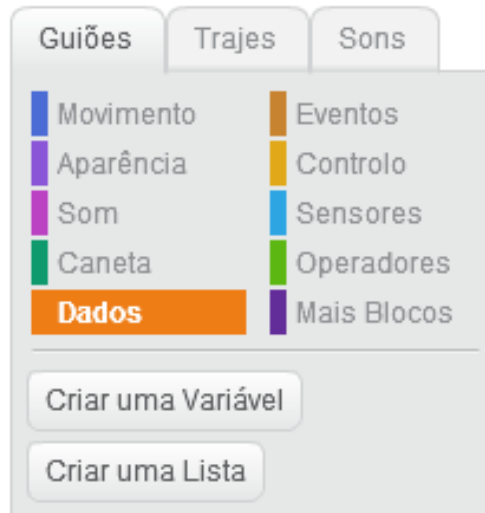 Guiões Trajes Sons
Movimento Eventos
Aparência Controlo
Som Sensores
Caneta Operadores
Dados Mais Blocos
Criar uma Variável
Criar uma Lista